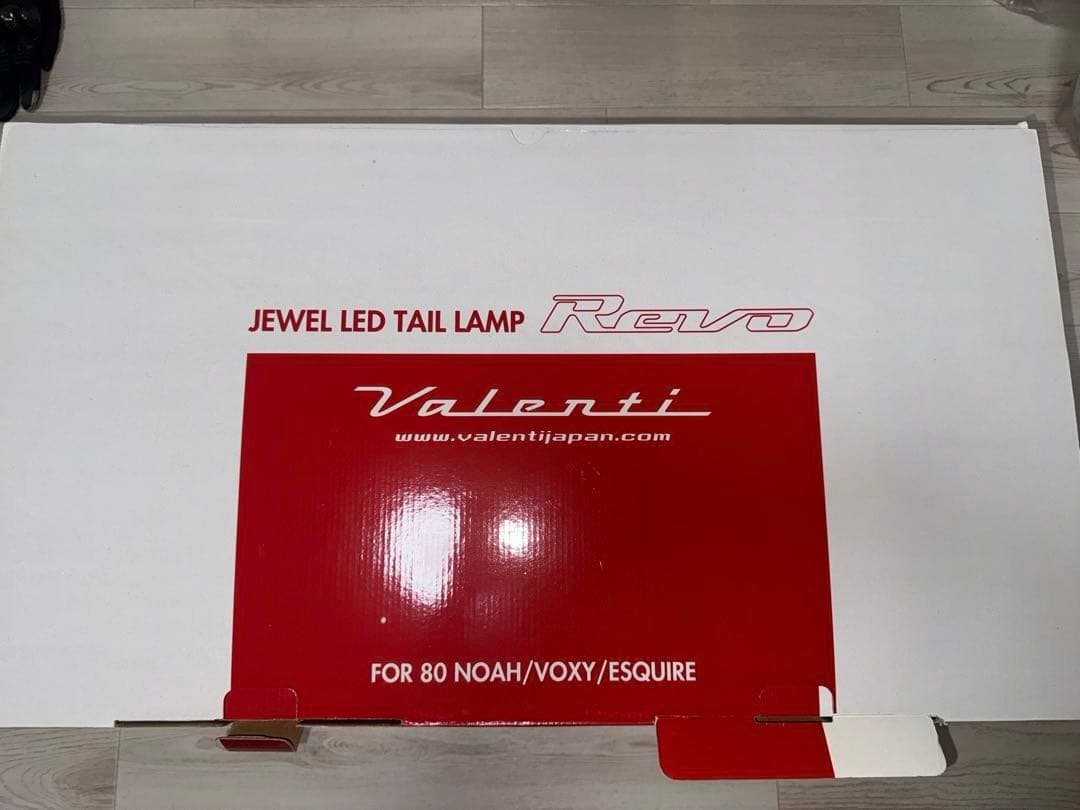 JEWEL LED TAIL LAMP Revo
Valenti
www.valentijapan.com
FOR 80 NOAH/VOXY/ESQUIRE